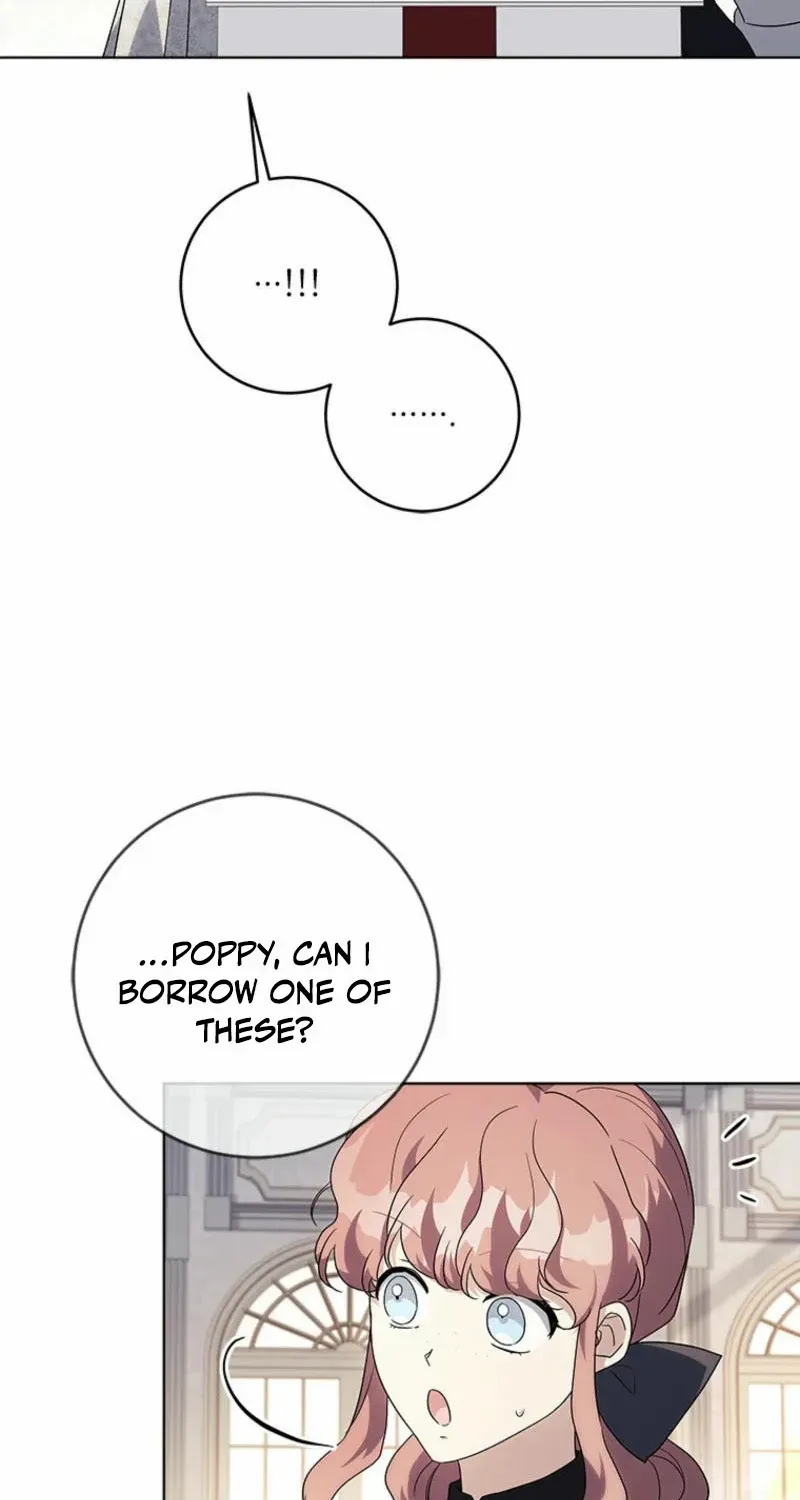 ...!!!
.......
...POPPY, CAN I
BORROW ONE OF
THESE?